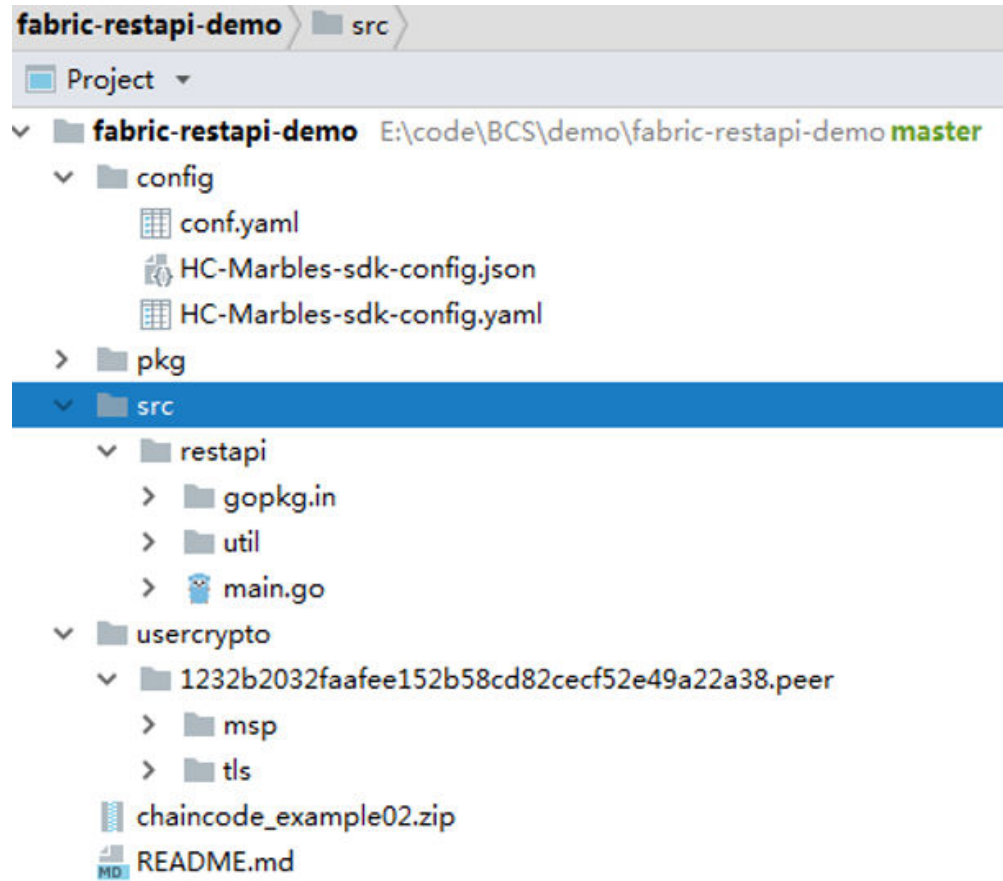 fabric-restapi-demo src
Project
fabric-restapi-demo E:\code\BCS\demo\fabric-restapi-demo master
config
conf.yaml
HC-Marbles-sdk-config.json
HC-Marbles-sdk-config.yaml
pkg
src
restapi
gopkg.in
util
main.go
usercrypto
1232b2032faafee152b58cd82cecf52e49a22a38.peer
msp
tls
chaincode_example02.zip
MD README.md